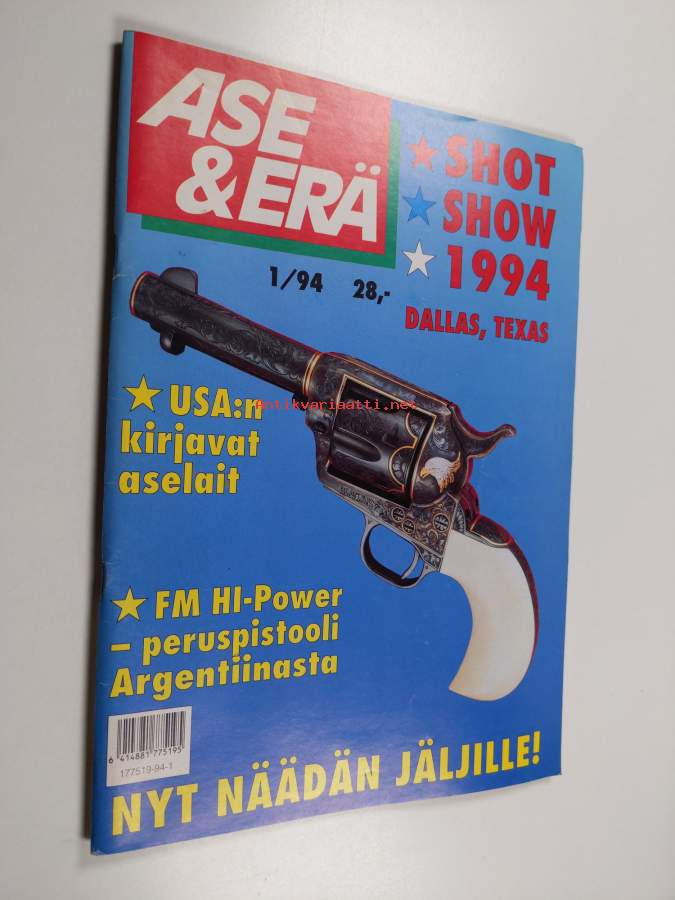 ASE
& ERÄ
SHOT
SHOW
1994
DALLAS, TEXAS
1/94 28,-
USA:n
kirjavat
aselait
Antikvariaatti.net
FM HI-Power
– peruspistooli
Argentiinasta
6 414881 775195
177519-94-1
NYT NÄÄDÄN JÄLJILLE!